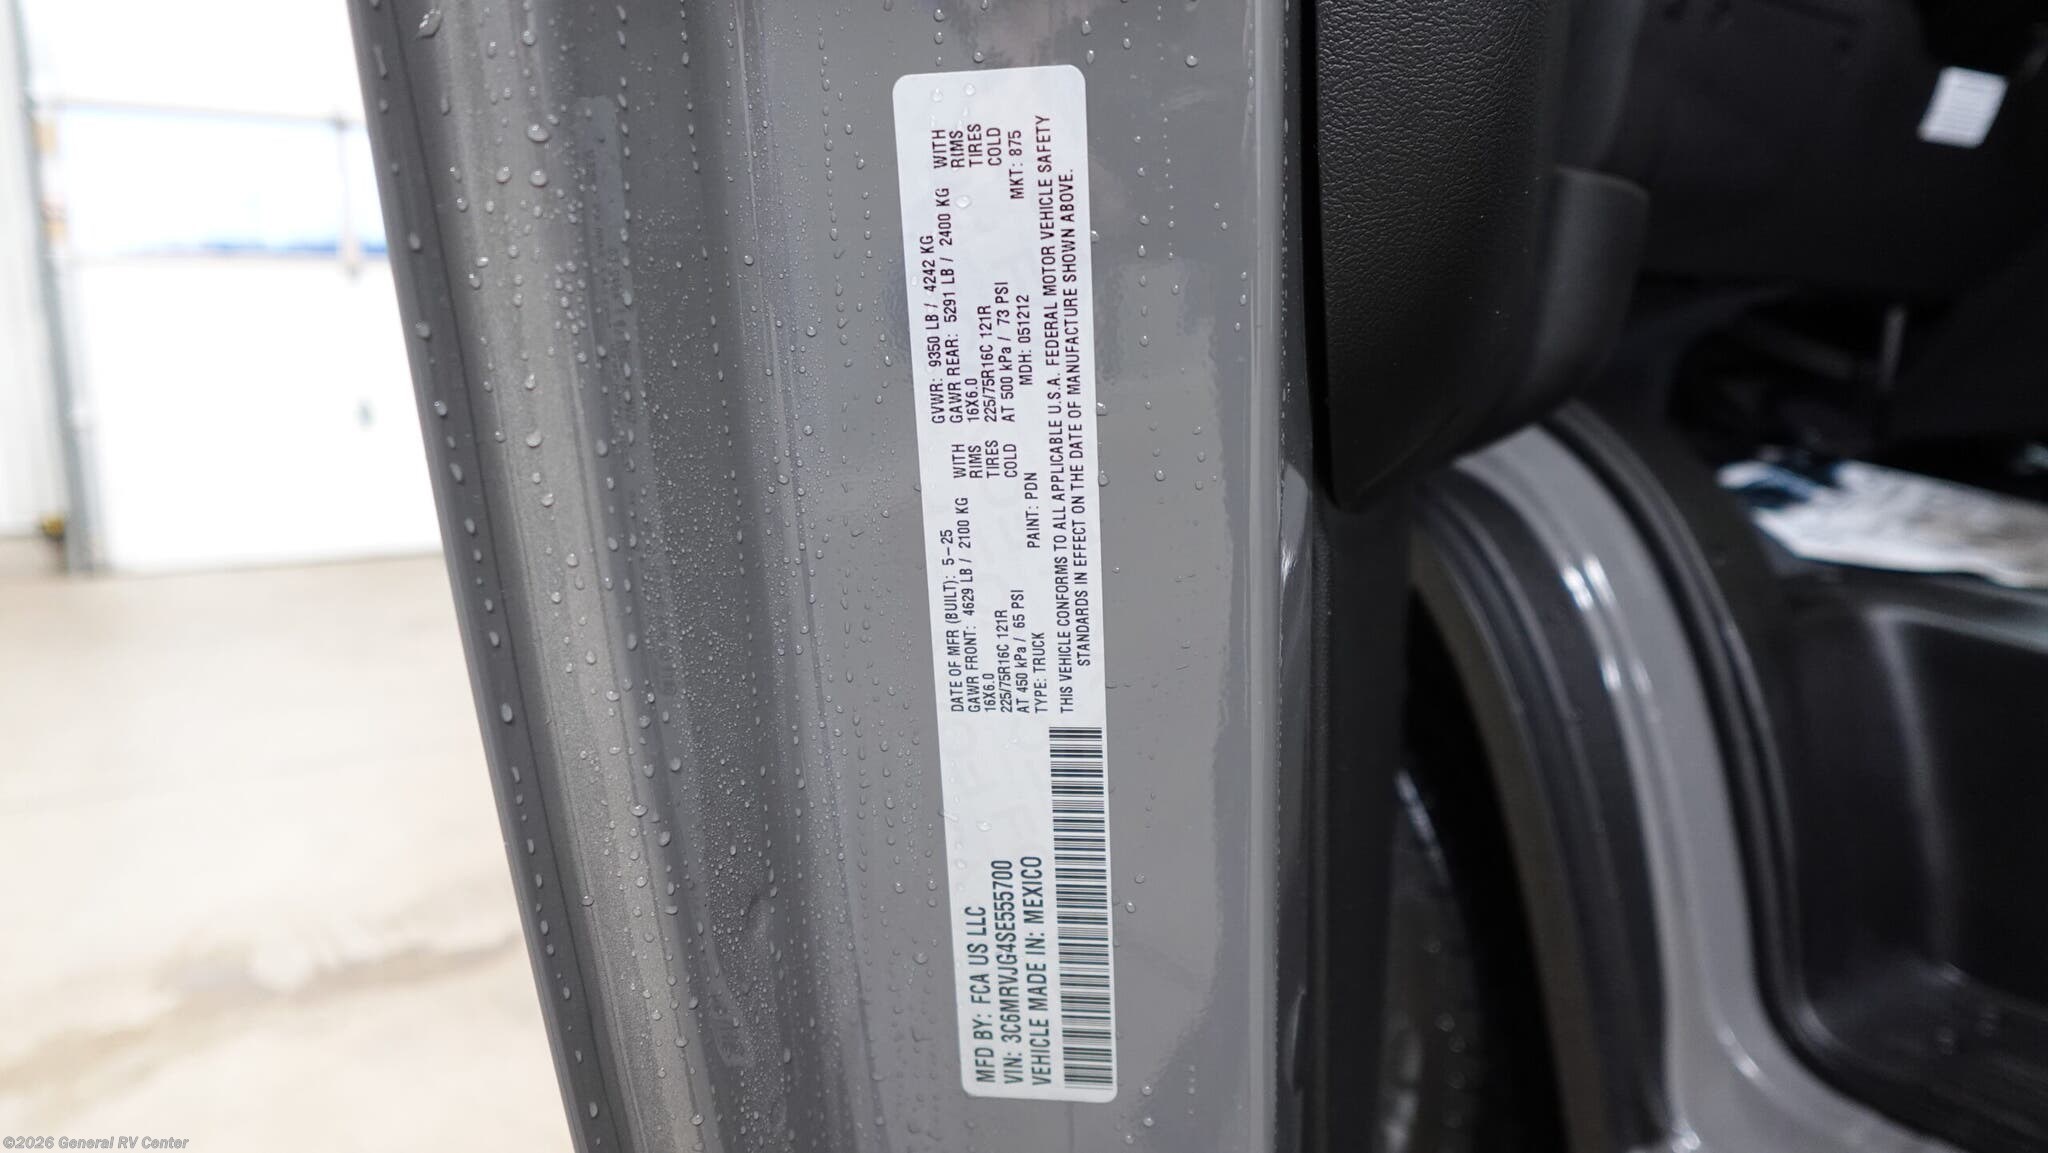 MFD BY: FCA US LLC
VIN: 3C6MRVJG4SE555700
VEHICLE MADE IN: MEXICO
DATE OF MFR (BUILT): 5-25
GVWR: 9350 LB / 4242 KG
GAWR FRONT: 4629 LB / 2100 KG WITH
16X6.0 RIMS
225/75R16C 121R TIRES
AT 450 kPa / 65 PSI COLD
GAWR REAR: 5291 LB / 2400 KG WITH
16X6.0 RIMS
225/75R16C 121R TIRES
AT 500 kPa / 73 PSI COLD
TYPE: TRUCK PAINT: PDN MDH: 051212 MKT: 875
THIS VEHICLE CONFORMS TO ALL APPLICABLE U.S.A. FEDERAL MOTOR VEHICLE SAFETY
STANDARDS IN EFFECT ON THE DATE OF MANUFACTURE SHOWN ABOVE.
©2026 General RV Center